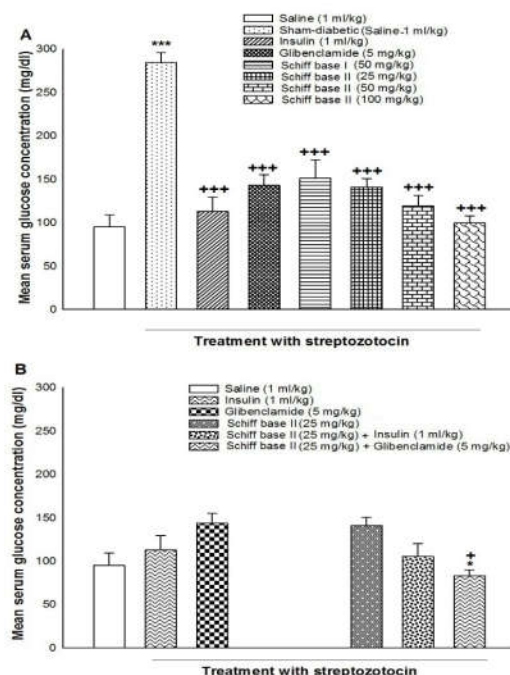 A
Saline (1 ml/kg)
Sham-diabetic (Saline-1 ml/kg)
Insulin (1 ml/kg)
Glibenclamide (5 mg/kg)
Schiff base I (50 mg/kg)
Schiff base II (25 mg/kg)
Schiff base II (50 mg/kg)
Schiff base II (100 mg/kg)
Mean serum glucose concentration (mg/dl)
300
250
200
150
100
50
0
***
+++
+++
+++
+++
+++
+++
Treatment with streptozotocin
B
Saline (1 ml/kg)
Insulin (1 ml/kg)
Glibenclamide (5 mg/kg)
Schiff base II (25 mg/kg)
Schiff base II (25 mg/kg) + Insulin (1 ml/kg)
Schiff base II (25 mg/kg) + Glibenclamide (5 mg/kg)
Mean serum glucose concentration (mg/dl)
300
250
200
150
100
50
0
+
*
Treatment with streptozotocin